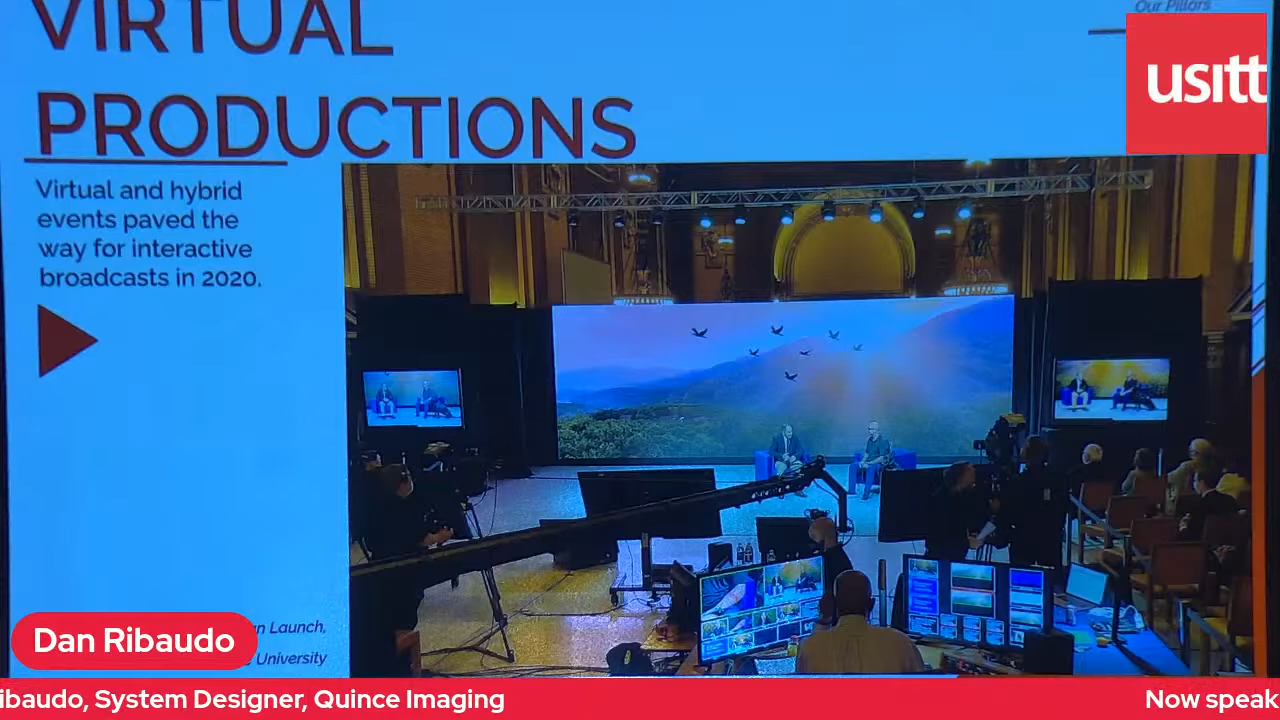 VIRTUAL
PRODUCTIONS
Our Pillars
usitt
Virtual and hybrid
events paved the
way for interactive
broadcasts in 2020.
Launch,
University
Dan Ribaudo
ibaudo, System Designer, Quince Imaging
Now speak